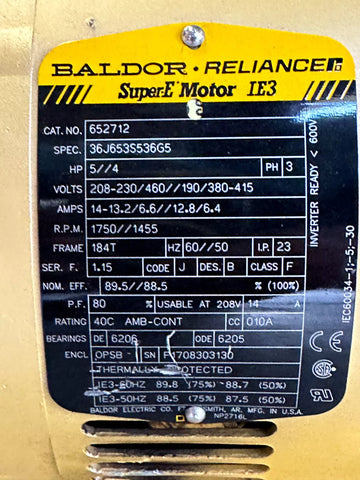 BALDOR · RELIANCE
Super-E Motor IE3
CAT. NO. 652712
SPEC. 36J653S536G5
HP 5//4 PH 3
VOLTS 208-230/460//190/380-415
AMPS 14-13.2/6.6//12.8/6.4
R.P.M. 1750//1455
FRAME 184T HZ 60//50 I.P. 23
SER. F. 1.15 CODE J DES. B CLASS F
NOM. EFF. 89.5//88.5 % (100%)
P.F. 80 % USABLE AT 208V 14 A
RATING 40C AMB-CONT CC 010A
BEARINGS DE 6206 ODE 6205
ENCL OPSB SN F1708303130
THERMALLY PROTECTED
IE3-60HZ 89.8 (75%) 88.7 (50%)
IE3-50HZ 88.5 (75%) 87.5 (50%)
BALDOR ELECTRIC CO. FT. SMITH, AR. MFG. IN U.S.A.
NP2716L
INVERTER READY < 600V
IEC60034-1;-5;-30
CE